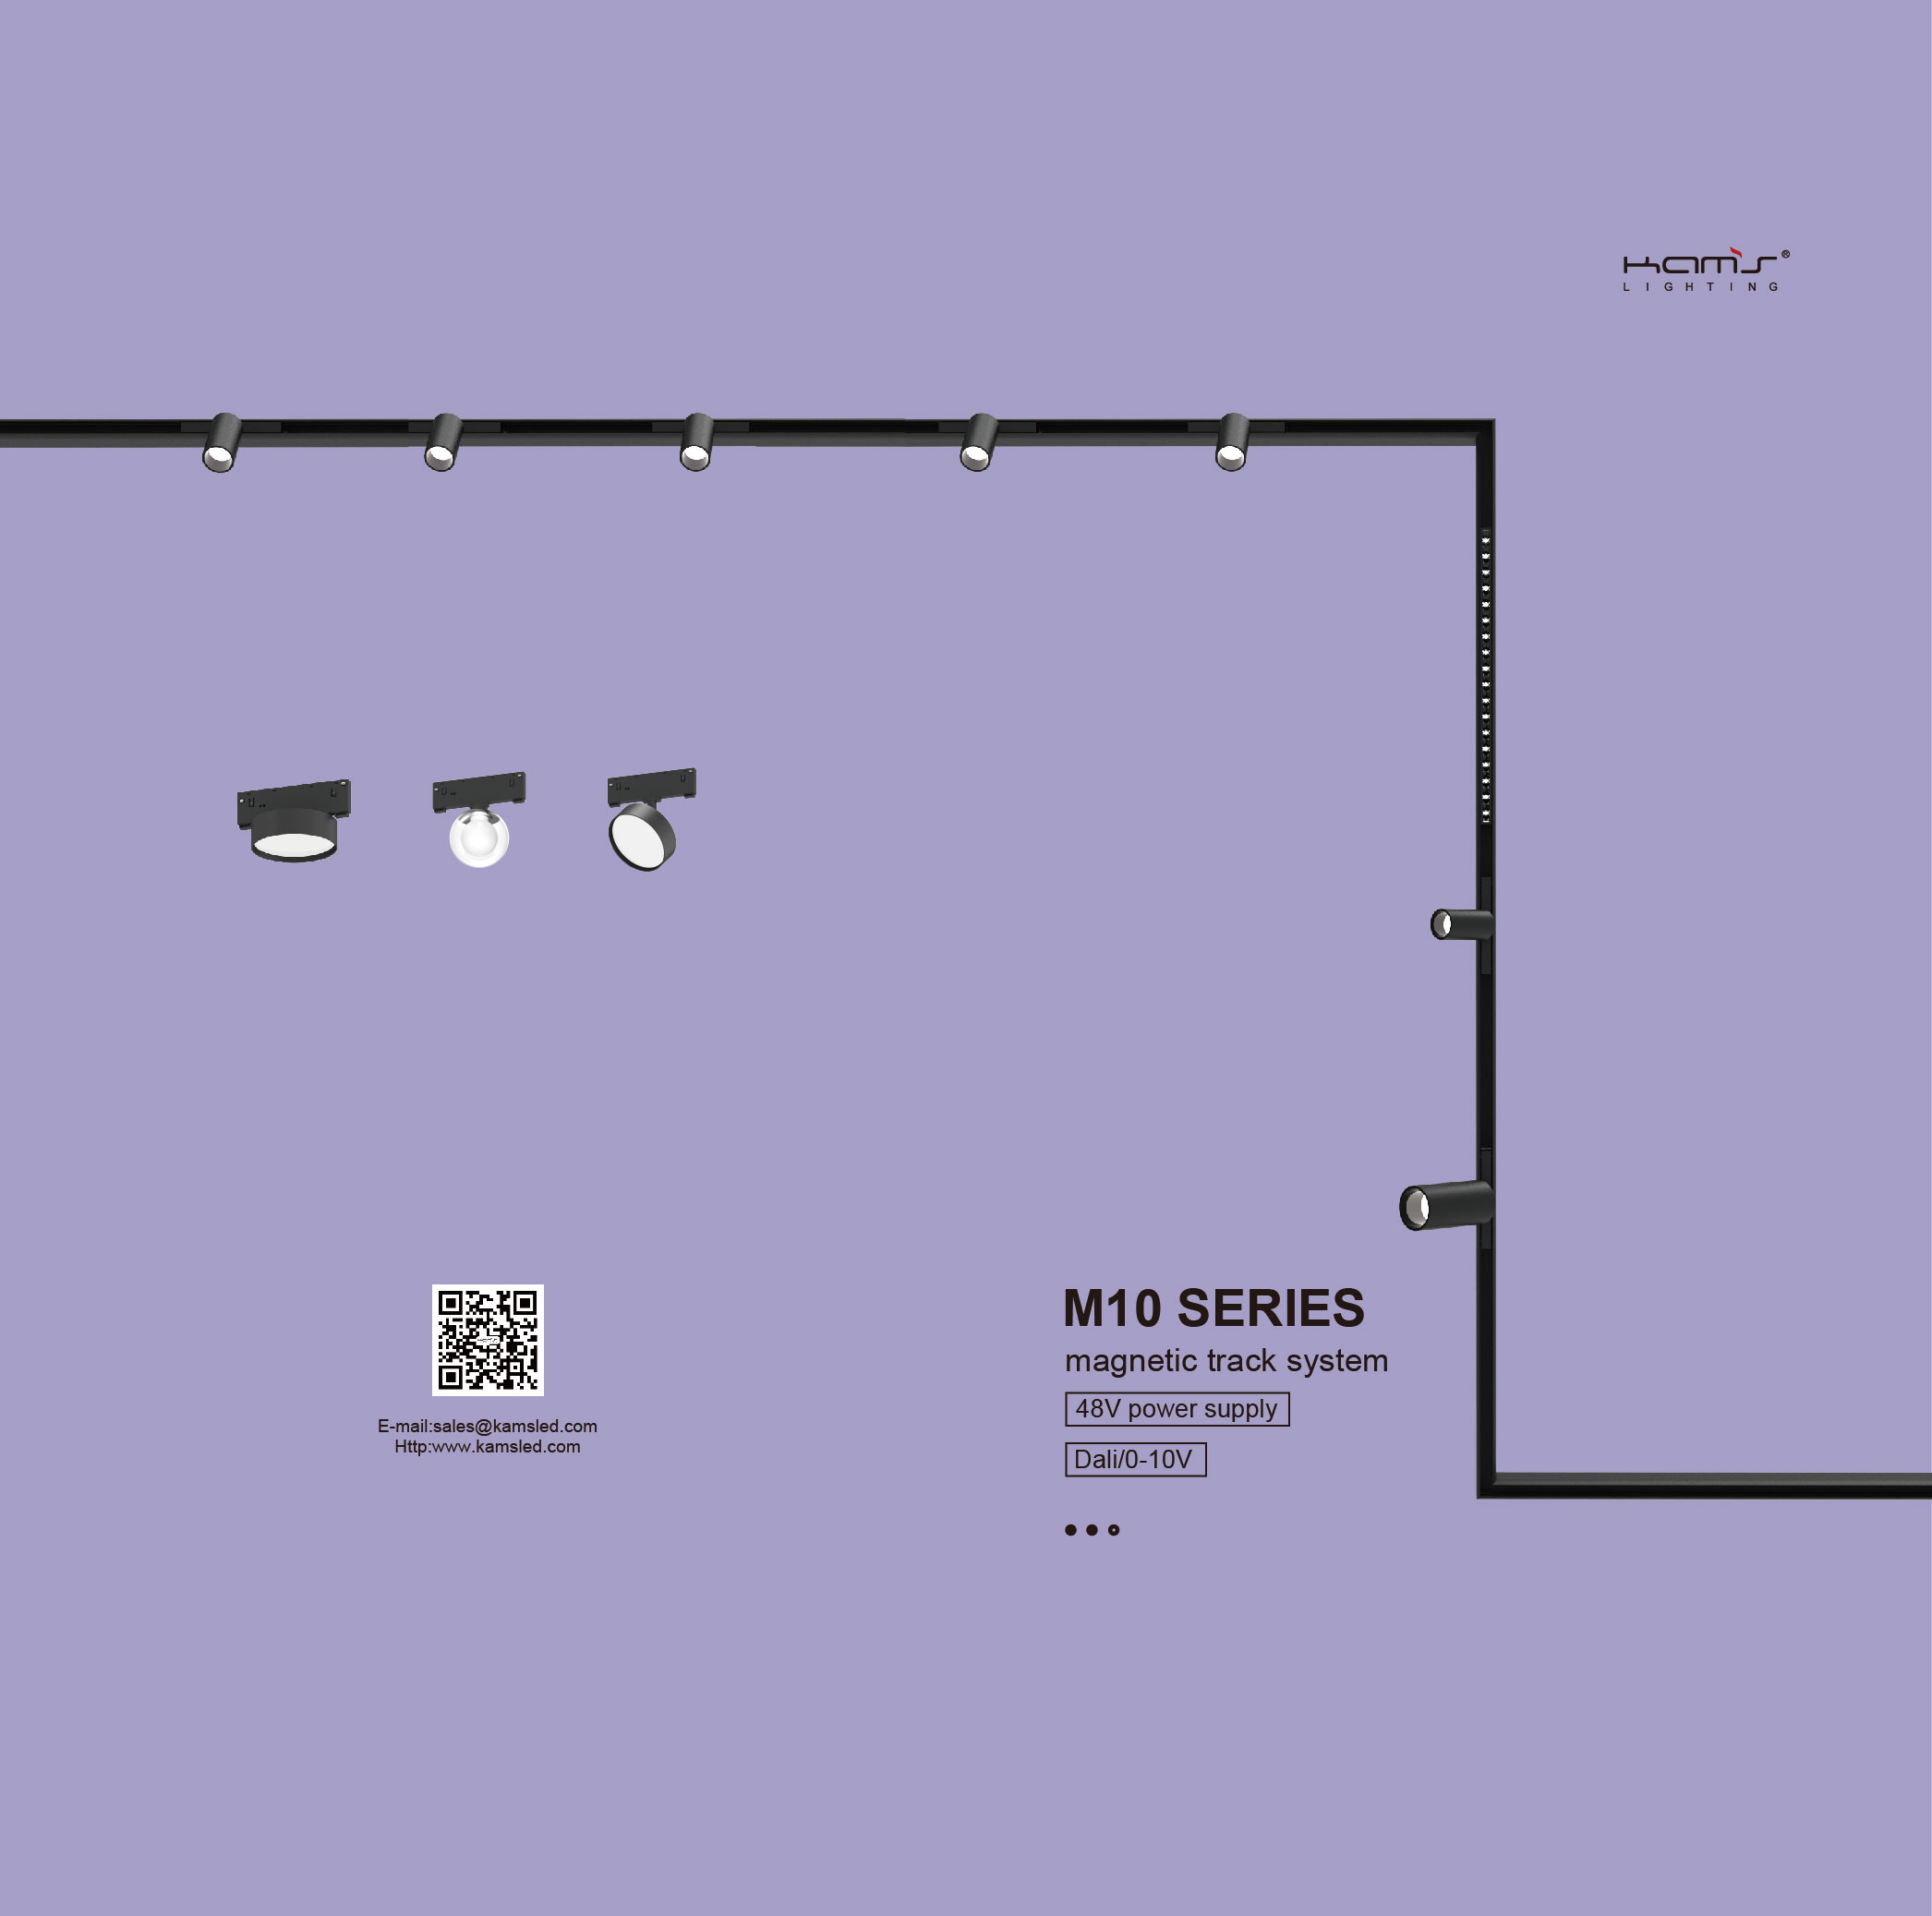 kam's®
LIGHTING
M10 SERIES
magnetic track system
48V power supply
Dali/0-10V
E-mail:sales@kamsled.com
Http:www.kamsled.com